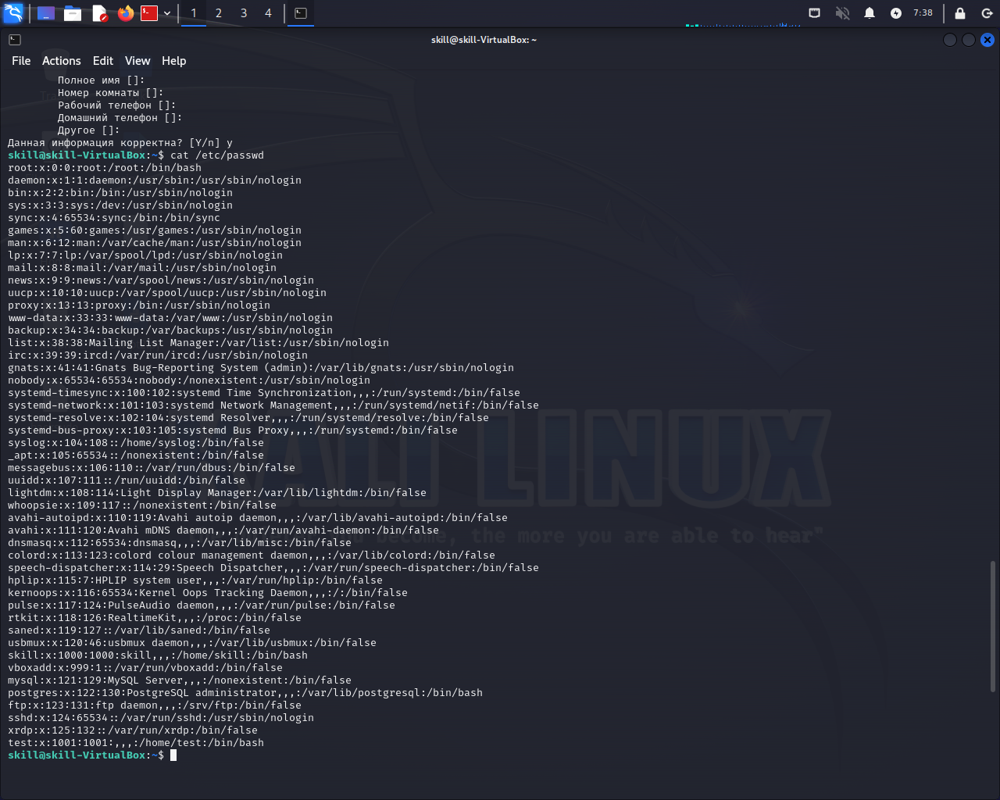 1 2 3 4
7:38
skill@skill-VirtualBox: ~
File Actions Edit View Help
Полное имя []:
Номер комнаты []:
Рабочий телефон []:
Домашний телефон []:
Другое []:
Данная информация корректна? [Y/n] y
skill@skill-VirtualBox:~$ cat /etc/passwd
root:x:0:0:root:/root:/bin/bash
daemon:x:1:1:daemon:/usr/sbin:/usr/sbin/nologin
bin:x:2:2:bin:/bin:/usr/sbin/nologin
sys:x:3:3:sys:/dev:/usr/sbin/nologin
sync:x:4:65534:sync:/bin:/bin/sync
games:x:5:60:games:/usr/games:/usr/sbin/nologin
man:x:6:12:man:/var/cache/man:/usr/sbin/nologin
lp:x:7:7:lp:/var/spool/lpd:/usr/sbin/nologin
mail:x:8:8:mail:/var/mail:/usr/sbin/nologin
news:x:9:9:news:/var/spool/news:/usr/sbin/nologin
uucp:x:10:10:uucp:/var/spool/uucp:/usr/sbin/nologin
proxy:x:13:13:proxy:/bin:/usr/sbin/nologin
www-data:x:33:33:www-data:/var/www:/usr/sbin/nologin
backup:x:34:34:backup:/var/backups:/usr/sbin/nologin
list:x:38:38:Mailing List Manager:/var/list:/usr/sbin/nologin
irc:x:39:39:ircd:/var/run/ircd:/usr/sbin/nologin
gnats:x:41:41:Gnats Bug-Reporting System (admin):/var/lib/gnats:/usr/sbin/nologin
nobody:x:65534:65534:nobody:/nonexistent:/usr/sbin/nologin
systemd-timesync:x:100:102:systemd Time Synchronization,,,:/run/systemd:/bin/false
systemd-network:x:101:103:systemd Network Management,,,:/run/systemd/netif:/bin/false
systemd-resolve:x:102:104:systemd Resolver,,,:/run/systemd/resolve:/bin/false
systemd-bus-proxy:x:103:105:systemd Bus Proxy,,,:/run/systemd:/bin/false
syslog:x:104:108::/home/syslog:/bin/false
_apt:x:105:65534::/nonexistent:/bin/false
messagebus:x:106:110::/var/run/dbus:/bin/false
uuidd:x:107:111::/run/uuidd:/bin/false
lightdm:x:108:114:Light Display Manager:/var/lib/lightdm:/bin/false
whoopsie:x:109:117::/nonexistent:/bin/false
avahi-autoipd:x:110:119:Avahi autoip daemon,,,:/var/lib/avahi-autoipd:/bin/false
avahi:x:111:120:Avahi mDNS daemon,,,:/var/run/avahi-daemon:/bin/false
dnsmasq:x:112:65534:dnsmasq,,,:/var/lib/misc:/bin/false
colord:x:113:123:colord colour management daemon,,,:/var/lib/colord:/bin/false
speech-dispatcher:x:114:29:Speech Dispatcher,,,:/var/run/speech-dispatcher:/bin/false
hplip:x:115:7:HPLIP system user,,,:/var/run/hplip:/bin/false
kernoops:x:116:65534:Kernel Oops Tracking Daemon,,,:/:/bin/false
pulse:x:117:124:PulseAudio daemon,,,:/var/run/pulse:/bin/false
rtkit:x:118:126:RealtimeKit,,,:/proc:/bin/false
saned:x:119:127::/var/lib/saned:/bin/false
usbmux:x:120:46:usbmux daemon,,,:/var/lib/usbmux:/bin/false
skill:x:1000:1000:skill,,,:/home/skill:/bin/bash
vboxadd:x:999:1::/var/run/vboxadd:/bin/false
mysql:x:121:129:MySQL Server,,,:/nonexistent:/bin/false
postgres:x:122:130:PostgreSQL administrator,,,:/var/lib/postgresql:/bin/bash
ftp:x:123:131:ftp daemon,,,:/srv/ftp:/bin/false
sshd:x:124:65534::/var/run/sshd:/usr/sbin/nologin
xrdp:x:125:132::/var/run/xrdp:/bin/false
test:x:1001:1001:,,,:/home/test:/bin/bash
skill@skill-VirtualBox:~$
ALI LINUX
become, the more you are able to hear"